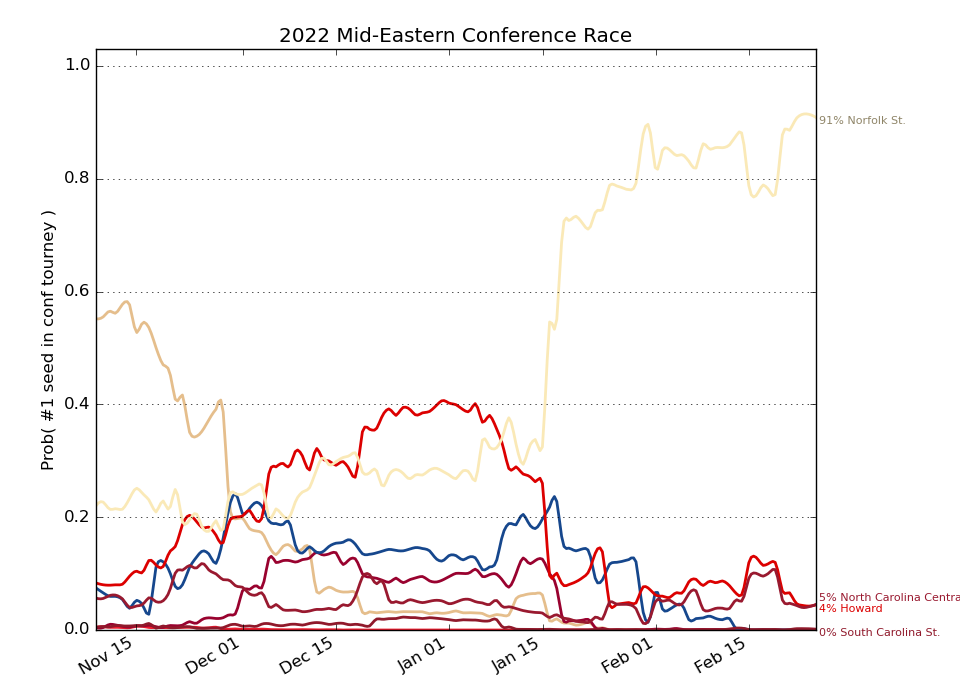 2022 Mid-Eastern Conference Race
Prob( #1 seed in conf tourney )
1.0
0.8
0.6
0.4
0.2
0.0
Nov 15
Dec 01
Dec 15
Jan 01
Jan 15
Feb 01
Feb 15
91% Norfolk St.
5% North Carolina Centra
4% Howard
0% South Carolina St.